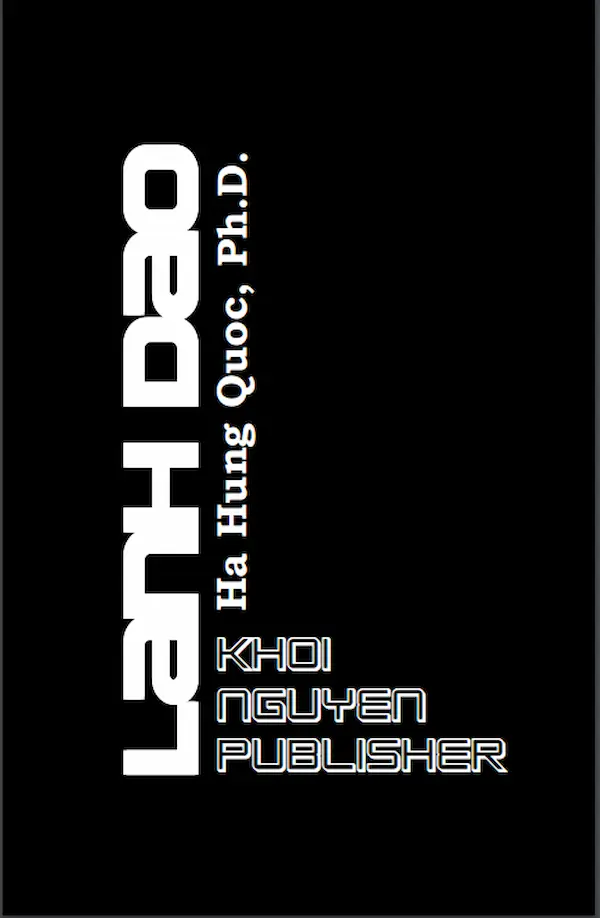 Lanh Dao
Ha Hung Quoc, Ph.D.
KHOI
NGUYEN
PUBLISHER